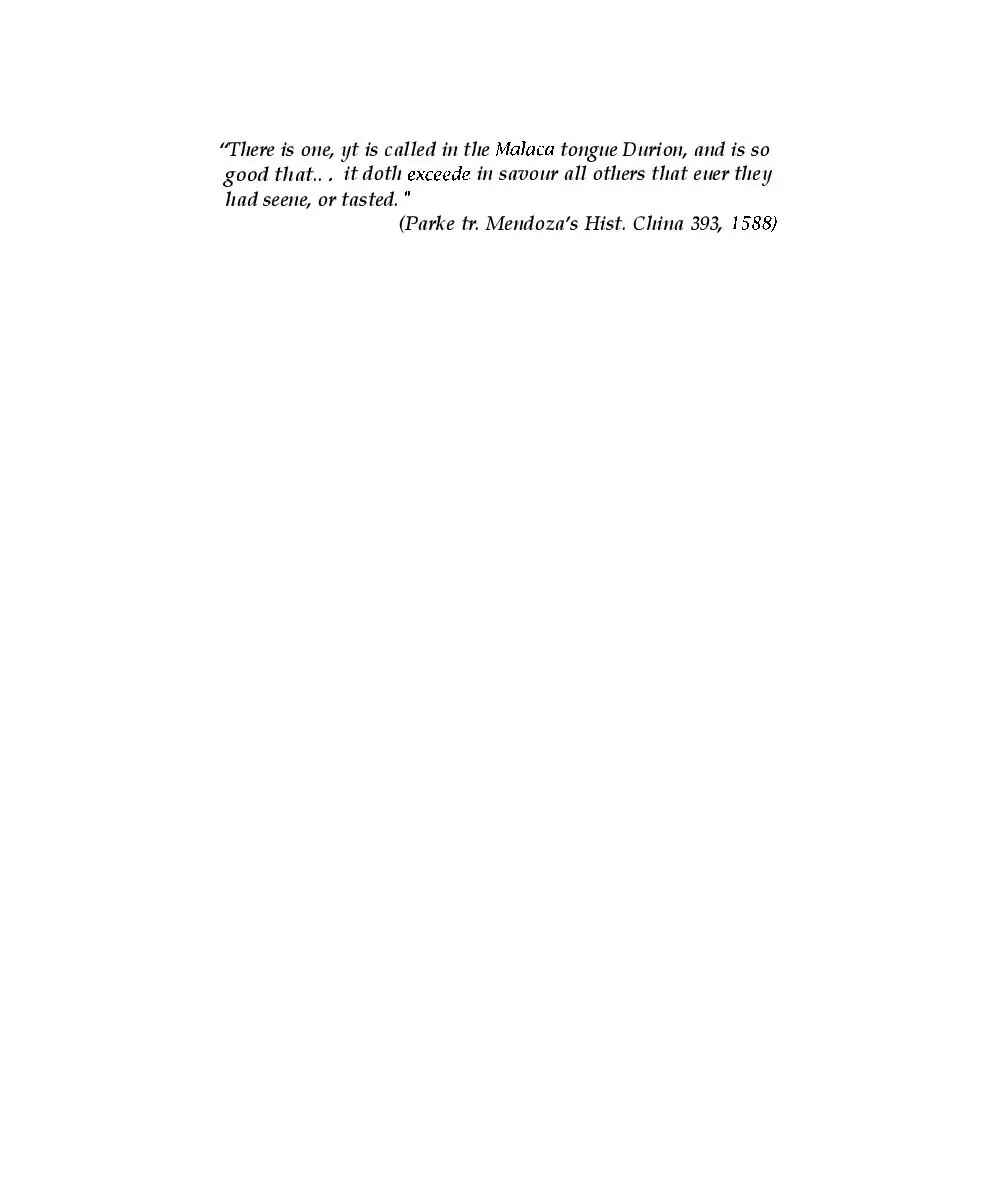 “There is one, yt is called in the Malaca tongue Durion, and is so
good that.. . it doth exceede in savour all others that euer they
had seene, or tasted. "
(Parke tr. Mendoza’s Hist. China 393, 1588)